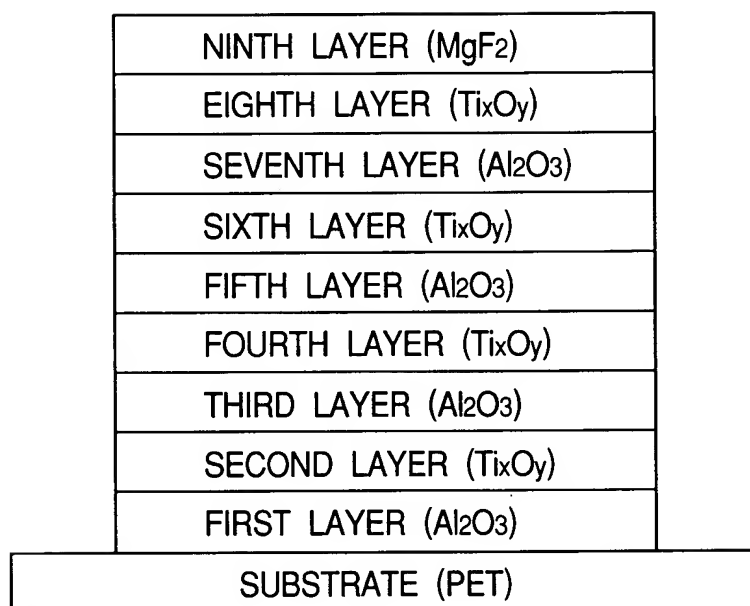 NINTH LAYER (MgF2)
EIGHTH LAYER (TixOy)
SEVENTH LAYER (Al2O3)
SIXTH LAYER (TixOy)
FIFTH LAYER (Al2O3)
FOURTH LAYER (TixOy)
THIRD LAYER (Al2O3)
SECOND LAYER (TixOy)
FIRST LAYER (Al2O3)
SUBSTRATE (PET)